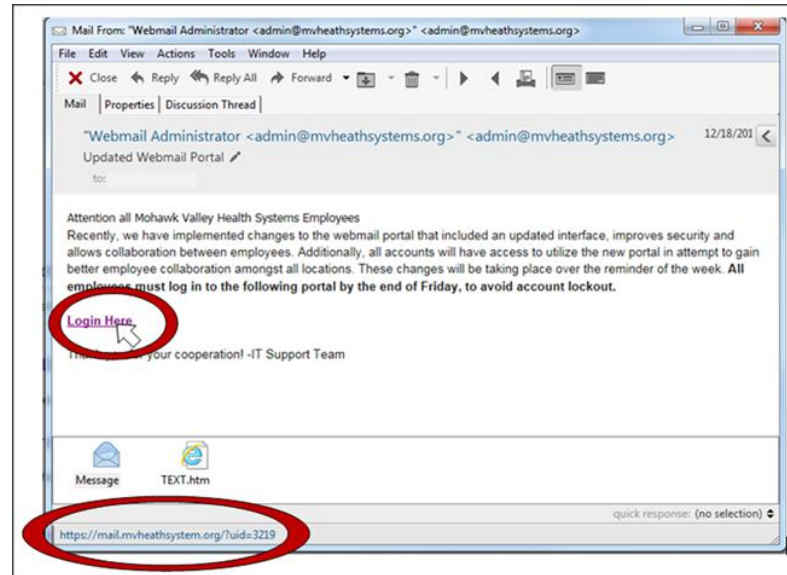 Mail From: "Webmail Administrator <admin@mvheathsystems.org>" <admin@mvheathsystems.org>
File Edit View Actions Tools Window Help
Close Reply Reply All Forward
Mail Properties Discussion Thread
"Webmail Administrator <admin@mvheathsystems.org>" <admin@mvheathsystems.org> 12/18/201
Updated Webmail Portal
to:
Attention all Mohawk Valley Health Systems Employees
Recently, we have implemented changes to the webmail portal that included an updated interface, improves security and
allows collaboration between employees. Additionally, all accounts will have access to utilize the new portal in attempt to gain
better employee collaboration amongst all locations. These changes will be taking place over the reminder of the week. All
employees must log in to the following portal by the end of Friday, to avoid account lockout.
Login Here
your cooperation! -IT Support Team
Message TEXT.htm
quick response: (no selection)
https://mail.mvheathsystem.org/?uid=3219